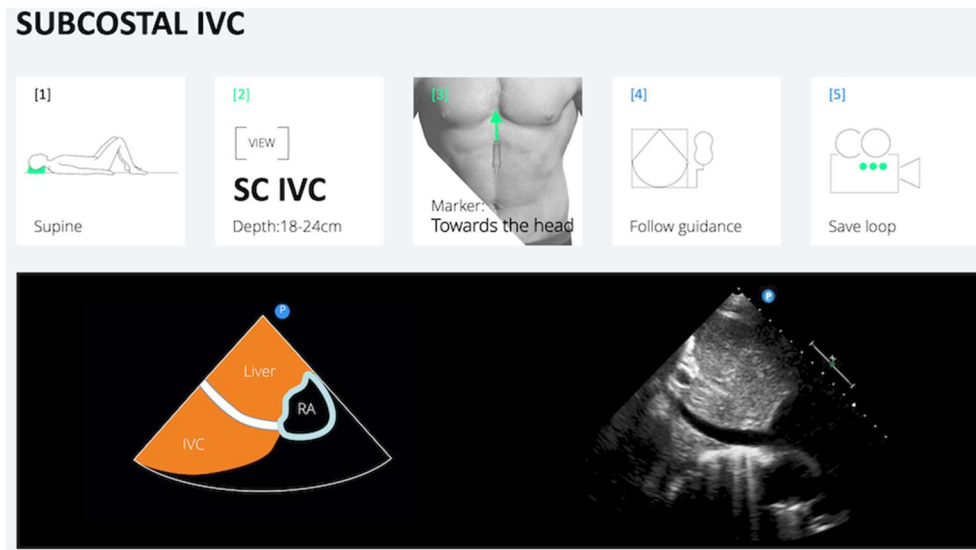 SUBCOSTAL IVC
[1]
Supine
[2]
VIEW
SC IVC
Depth:18-24cm
[3]
Marker:
Towards the head
[4]
Follow guidance
[5]
Save loop
P
Liver
RA
IVC
P